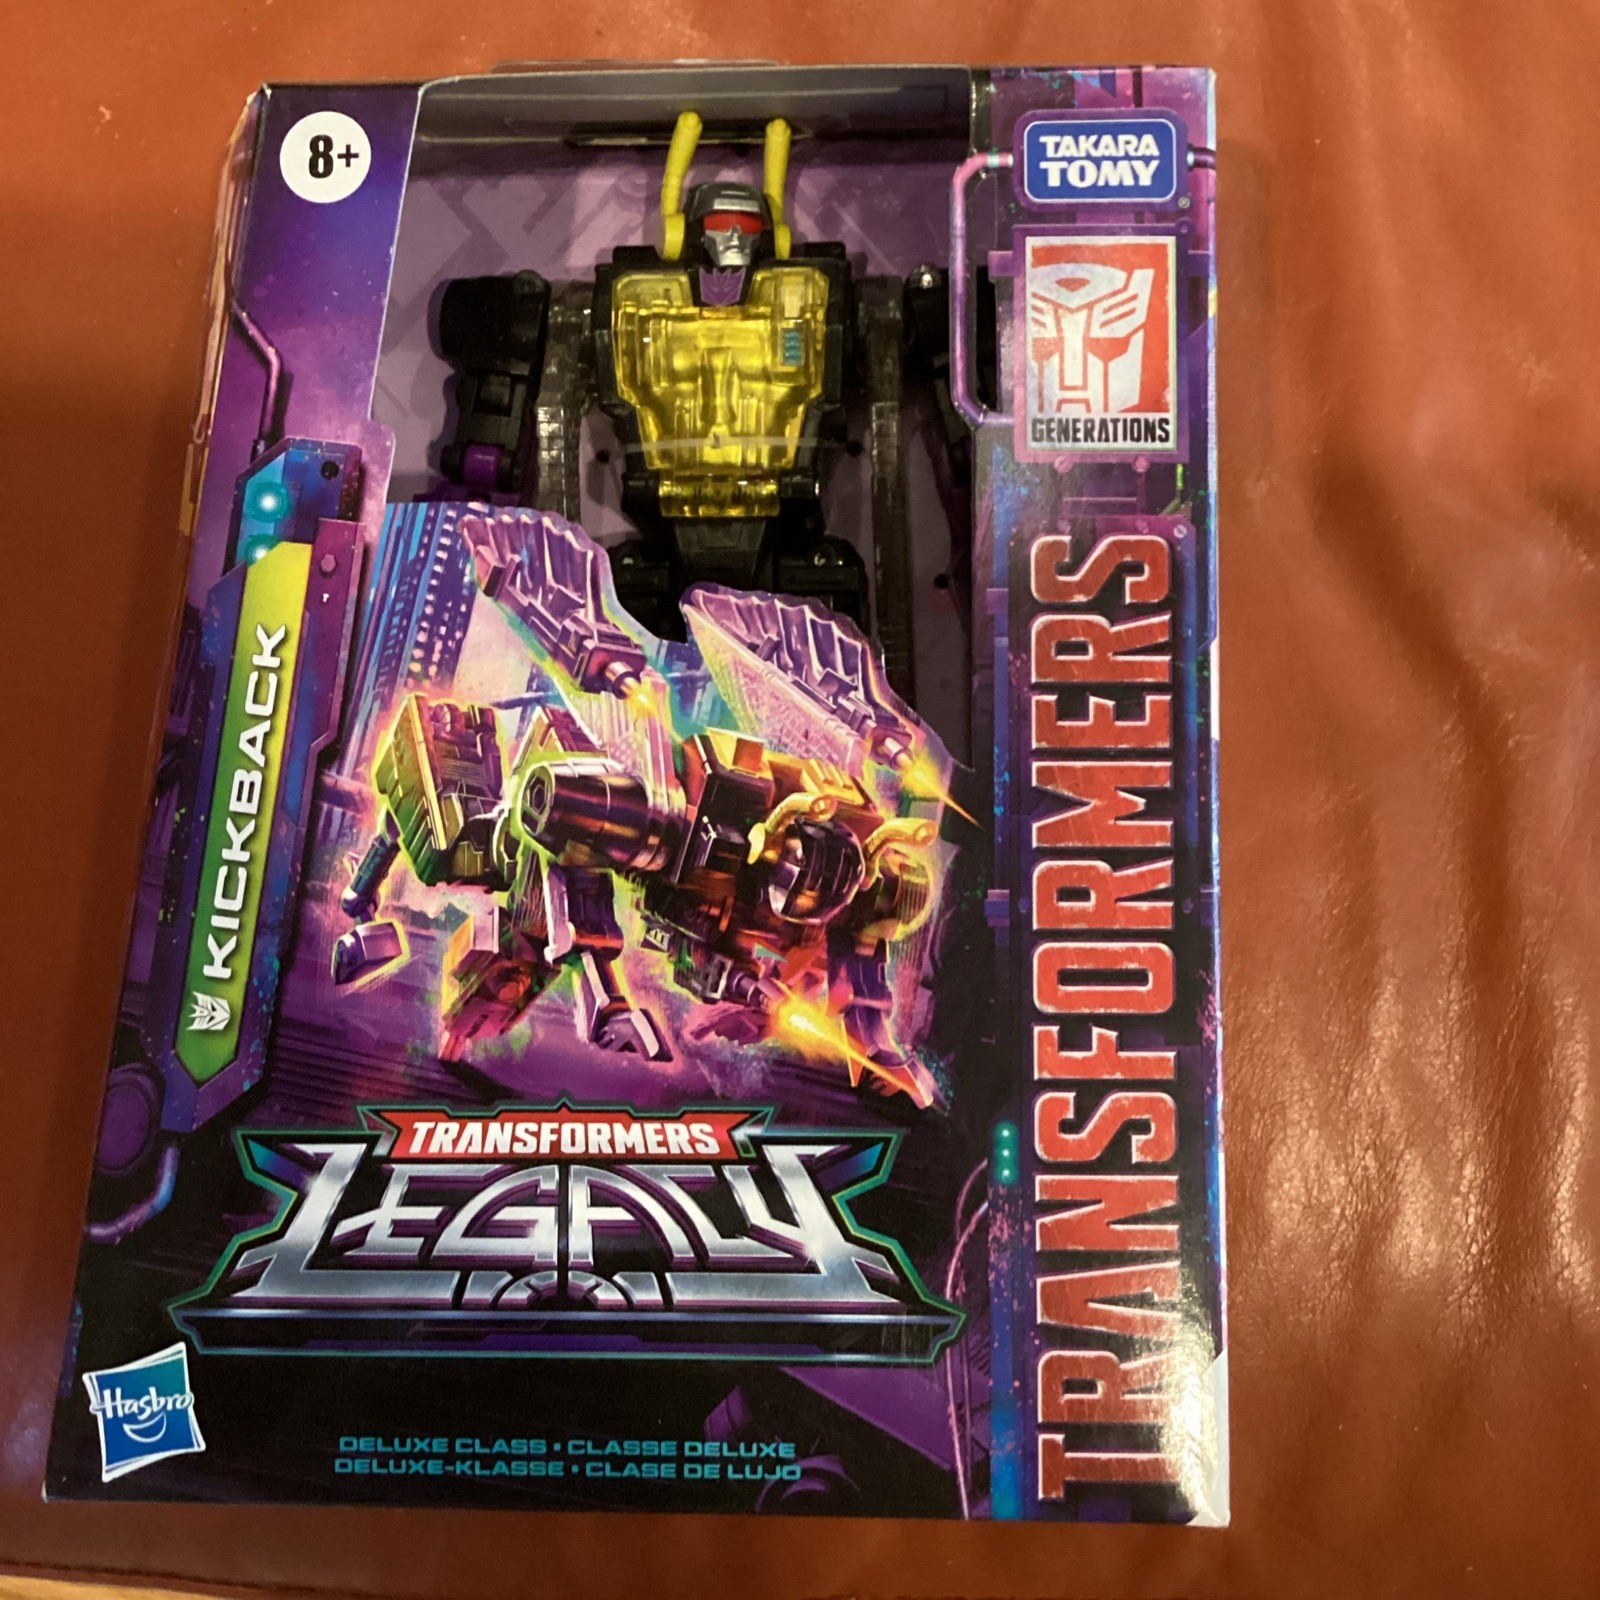 8+
TAKARA
TOMY
®
GENERATIONS
TRANSFORMERS
KICKBACK
TRANSFORMERS
LEGACY
Hasbro
DELUXE CLASS • CLASSE DELUXE
DELUXE-KLASSE • CLASE DE LUJO